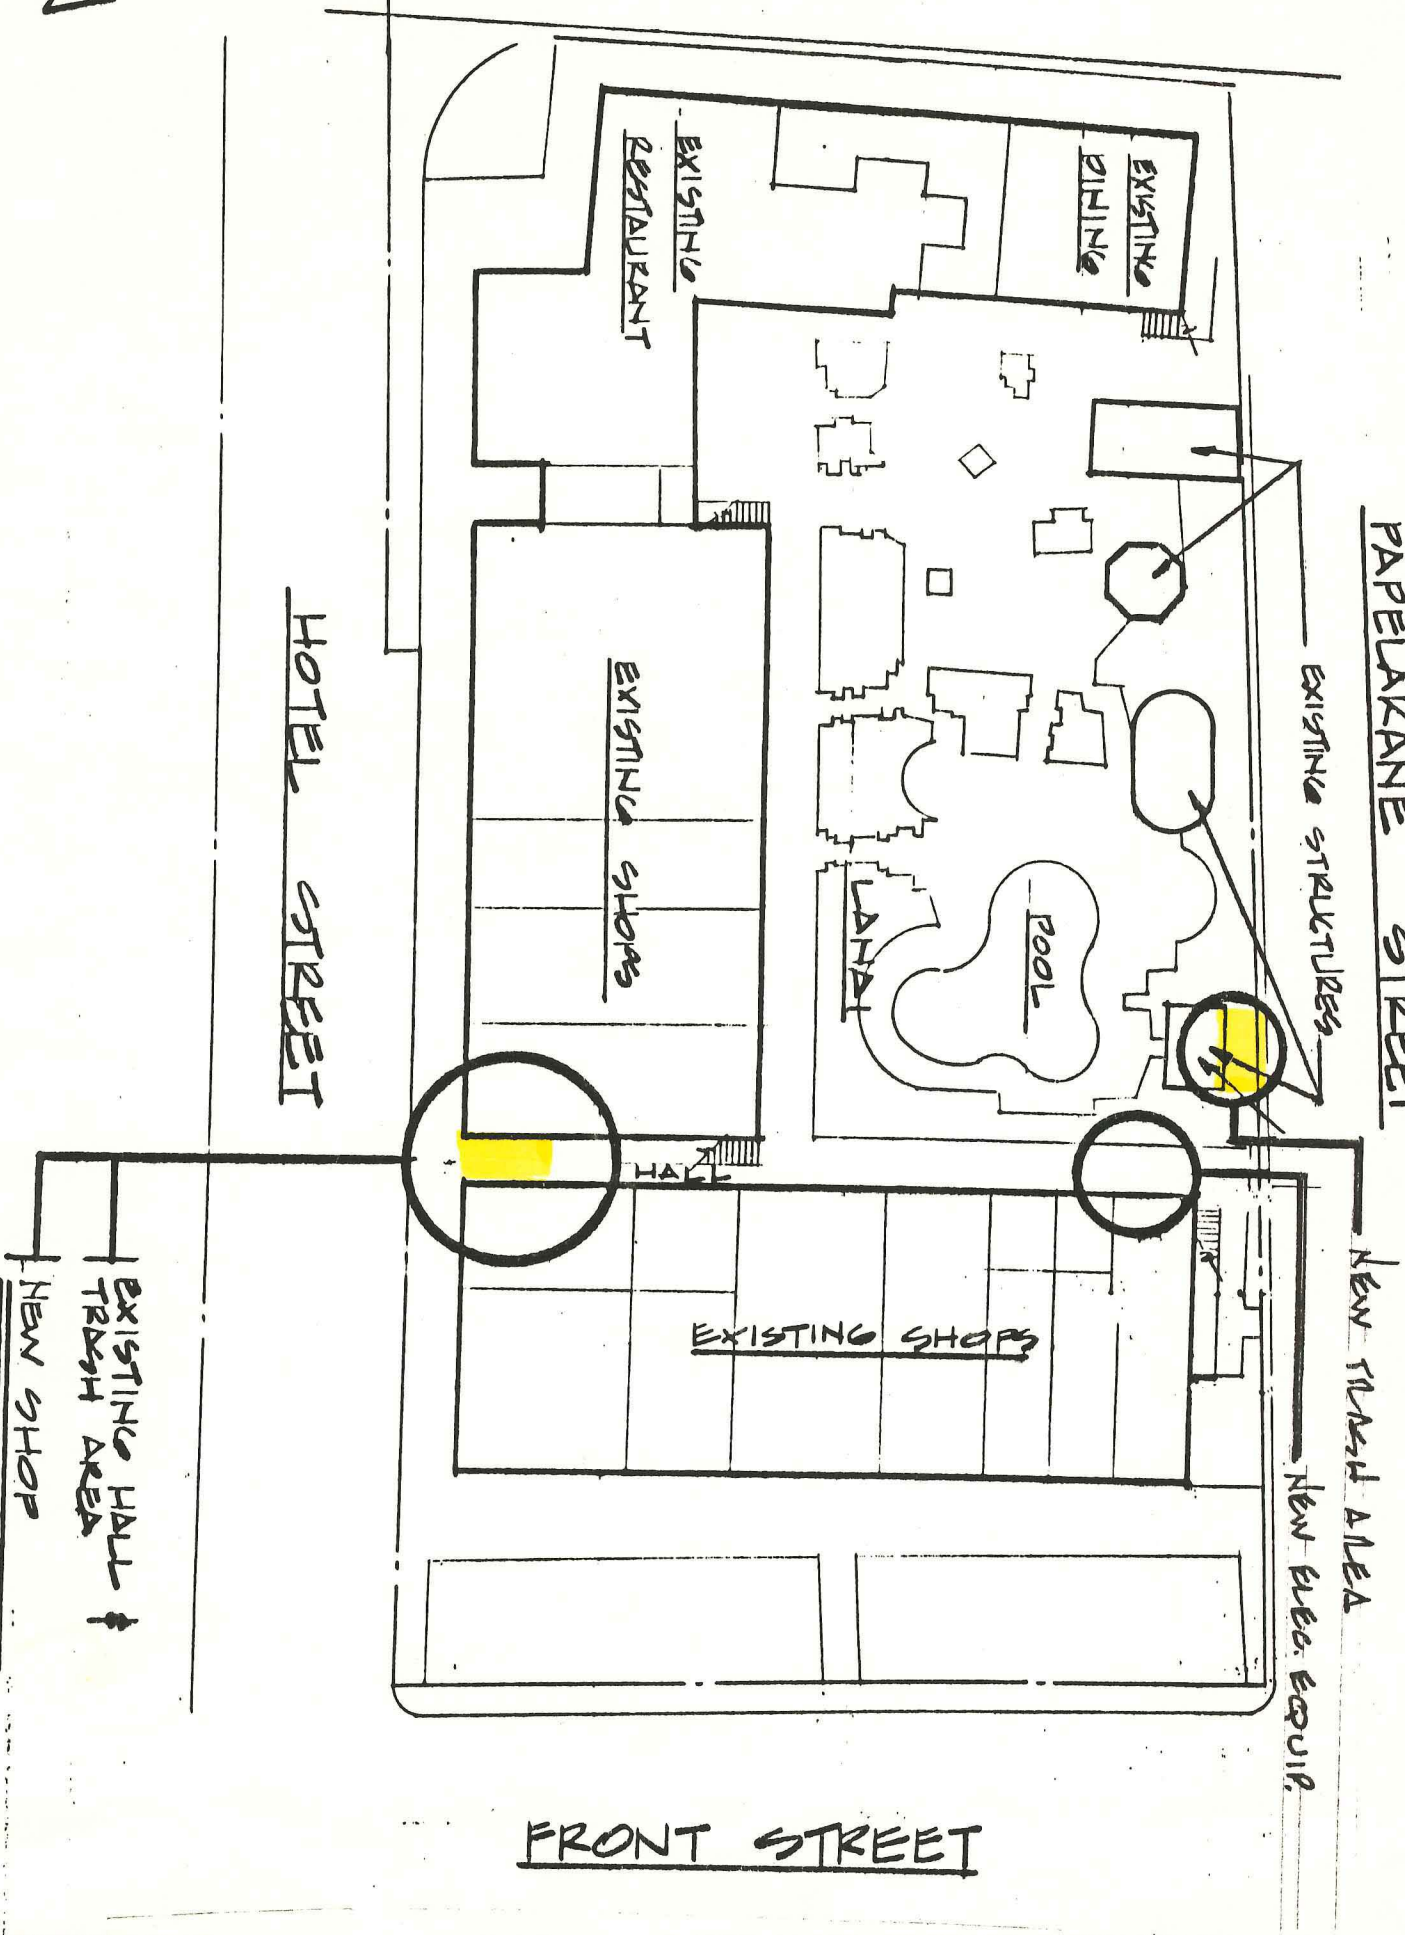 PAPELAKANE STREET
EXISTING STRUCTURES
NEW TRASH AREA
NEW ELEC. EQUIP.
EXISTING
DINING
EXISTING
RESTAURANT
POOL
LANAI
EXISTING SHOPS
HALL
EXISTING SHOPS
HOTEL STREET
EXISTING HALL &
TRASH AREA
NEW SHOP
FRONT STREET